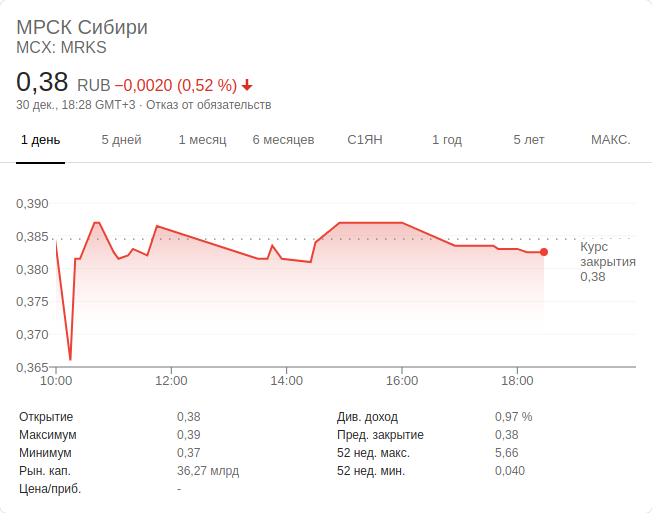 МРСК Сибири
MCX: MRKS
0,38 RUB −0,0020 (0,52 %)
30 дек., 18:28 GMT+3 · Отказ от обязательств
1 день 5 дней 1 месяц 6 месяцев С1ЯН 1 год 5 лет МАКС.
0,390
0,385
0,380
0,375
0,370
0,365
Курс
закрытия
0,38
10:00 12:00 14:00 16:00 18:00
Открытие 0,38 Див. доход 0,97 %
Максимум 0,39 Пред. закрытие 0,38
Минимум 0,37 52 нед. макс. 5,66
Рын. кап. 36,27 млрд 52 нед. мин. 0,040
Цена/приб. -